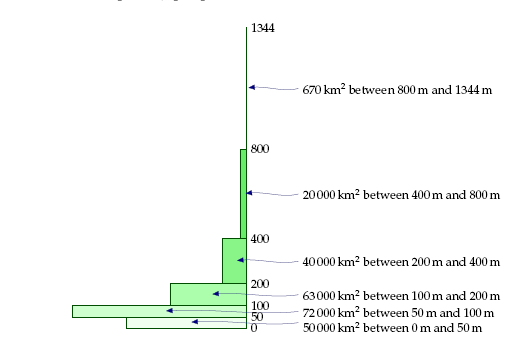 1344
670 km² between 800 m and 1344 m
800
20 000 km² between 400 m and 800 m
400
40 000 km² between 200 m and 400 m
200
63 000 km² between 100 m and 200 m
100
72 000 km² between 50 m and 100 m
50
50 000 km² between 0 m and 50 m
0